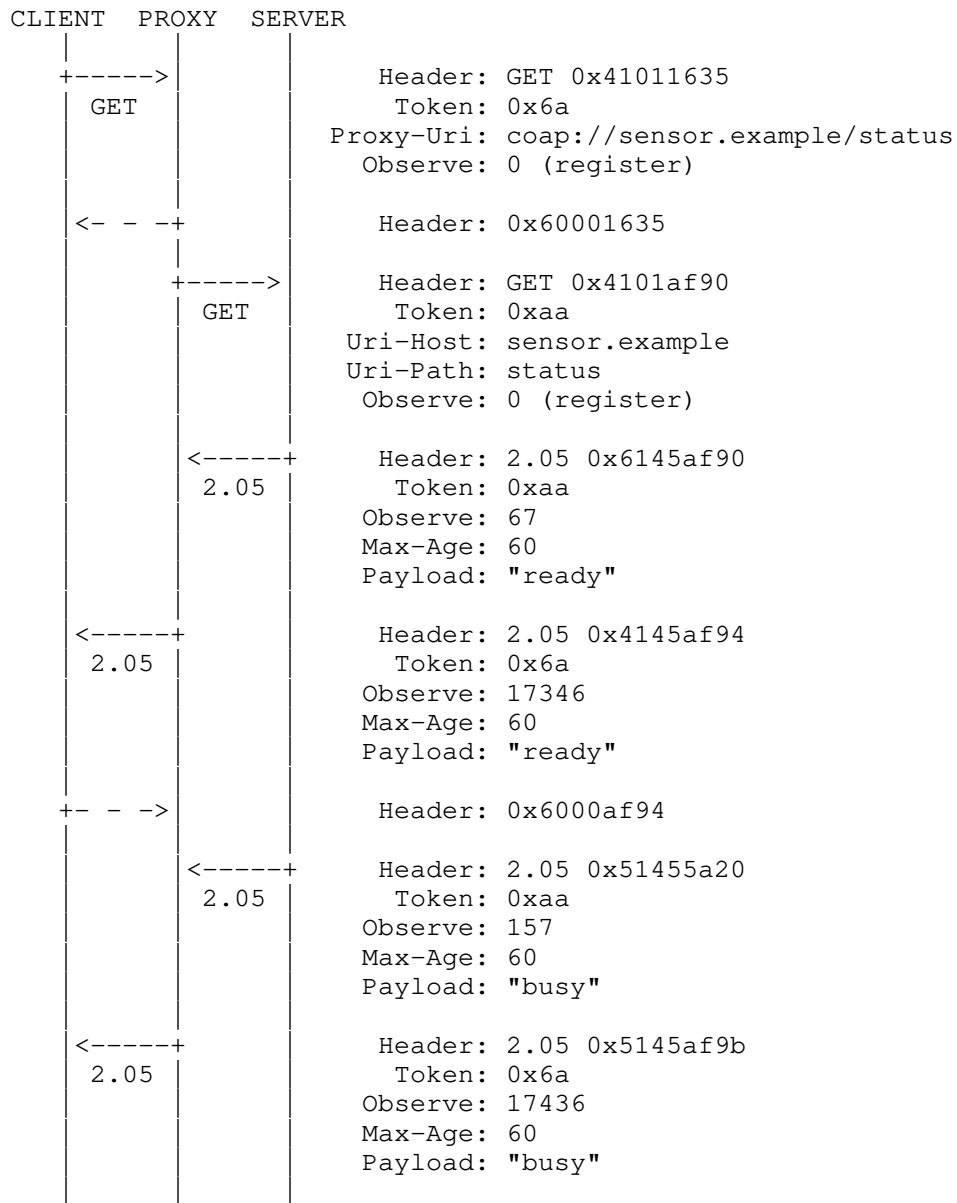 CLIENT PROXY SERVER
+-----> Header: GET 0x41011635
GET Token: 0x6a
Proxy-Uri: coap://sensor.example/status
Observe: 0 (register)
<- - -+ Header: 0x60001635
+-----> Header: GET 0x4101af90
GET Token: 0xaa
Uri-Host: sensor.example
Uri-Path: status
Observe: 0 (register)
<-----+ Header: 2.05 0x6145af90
2.05 Token: 0xaa
Observe: 67
Max-Age: 60
Payload: "ready"
<-----+ Header: 2.05 0x4145af94
2.05 Token: 0x6a
Observe: 17346
Max-Age: 60
Payload: "ready"
+- - -> Header: 0x6000af94
<-----+ Header: 2.05 0x51455a20
2.05 Token: 0xaa
Observe: 157
Max-Age: 60
Payload: "busy"
<-----+ Header: 2.05 0x5145af9b
2.05 Token: 0x6a
Observe: 17436
Max-Age: 60
Payload: "busy"